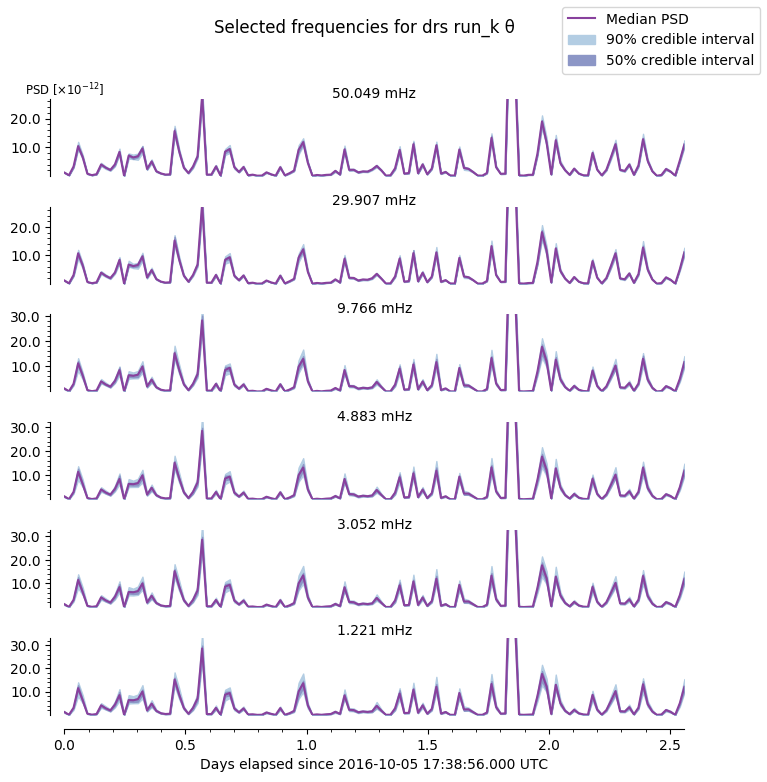 Selected frequencies for drs run_k θ
Median PSD
90% credible interval
50% credible interval
PSD [×10⁻¹²]
50.049 mHz
20.0
10.0
29.907 mHz
20.0
10.0
9.766 mHz
30.0
20.0
10.0
4.883 mHz
30.0
20.0
10.0
3.052 mHz
30.0
20.0
10.0
1.221 mHz
30.0
20.0
10.0
0.0 0.5 1.0 1.5 2.0 2.5
Days elapsed since 2016-10-05 17:38:56.000 UTC